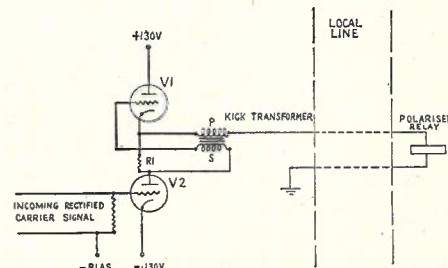 +130V
LOCAL
LINE
V1
P
KICK TRANSFORMER
POLARISED
RELAY
S
R1
V2
INCOMING RECTIFIED
CARRIER SIGNAL
-BIAS
-130V